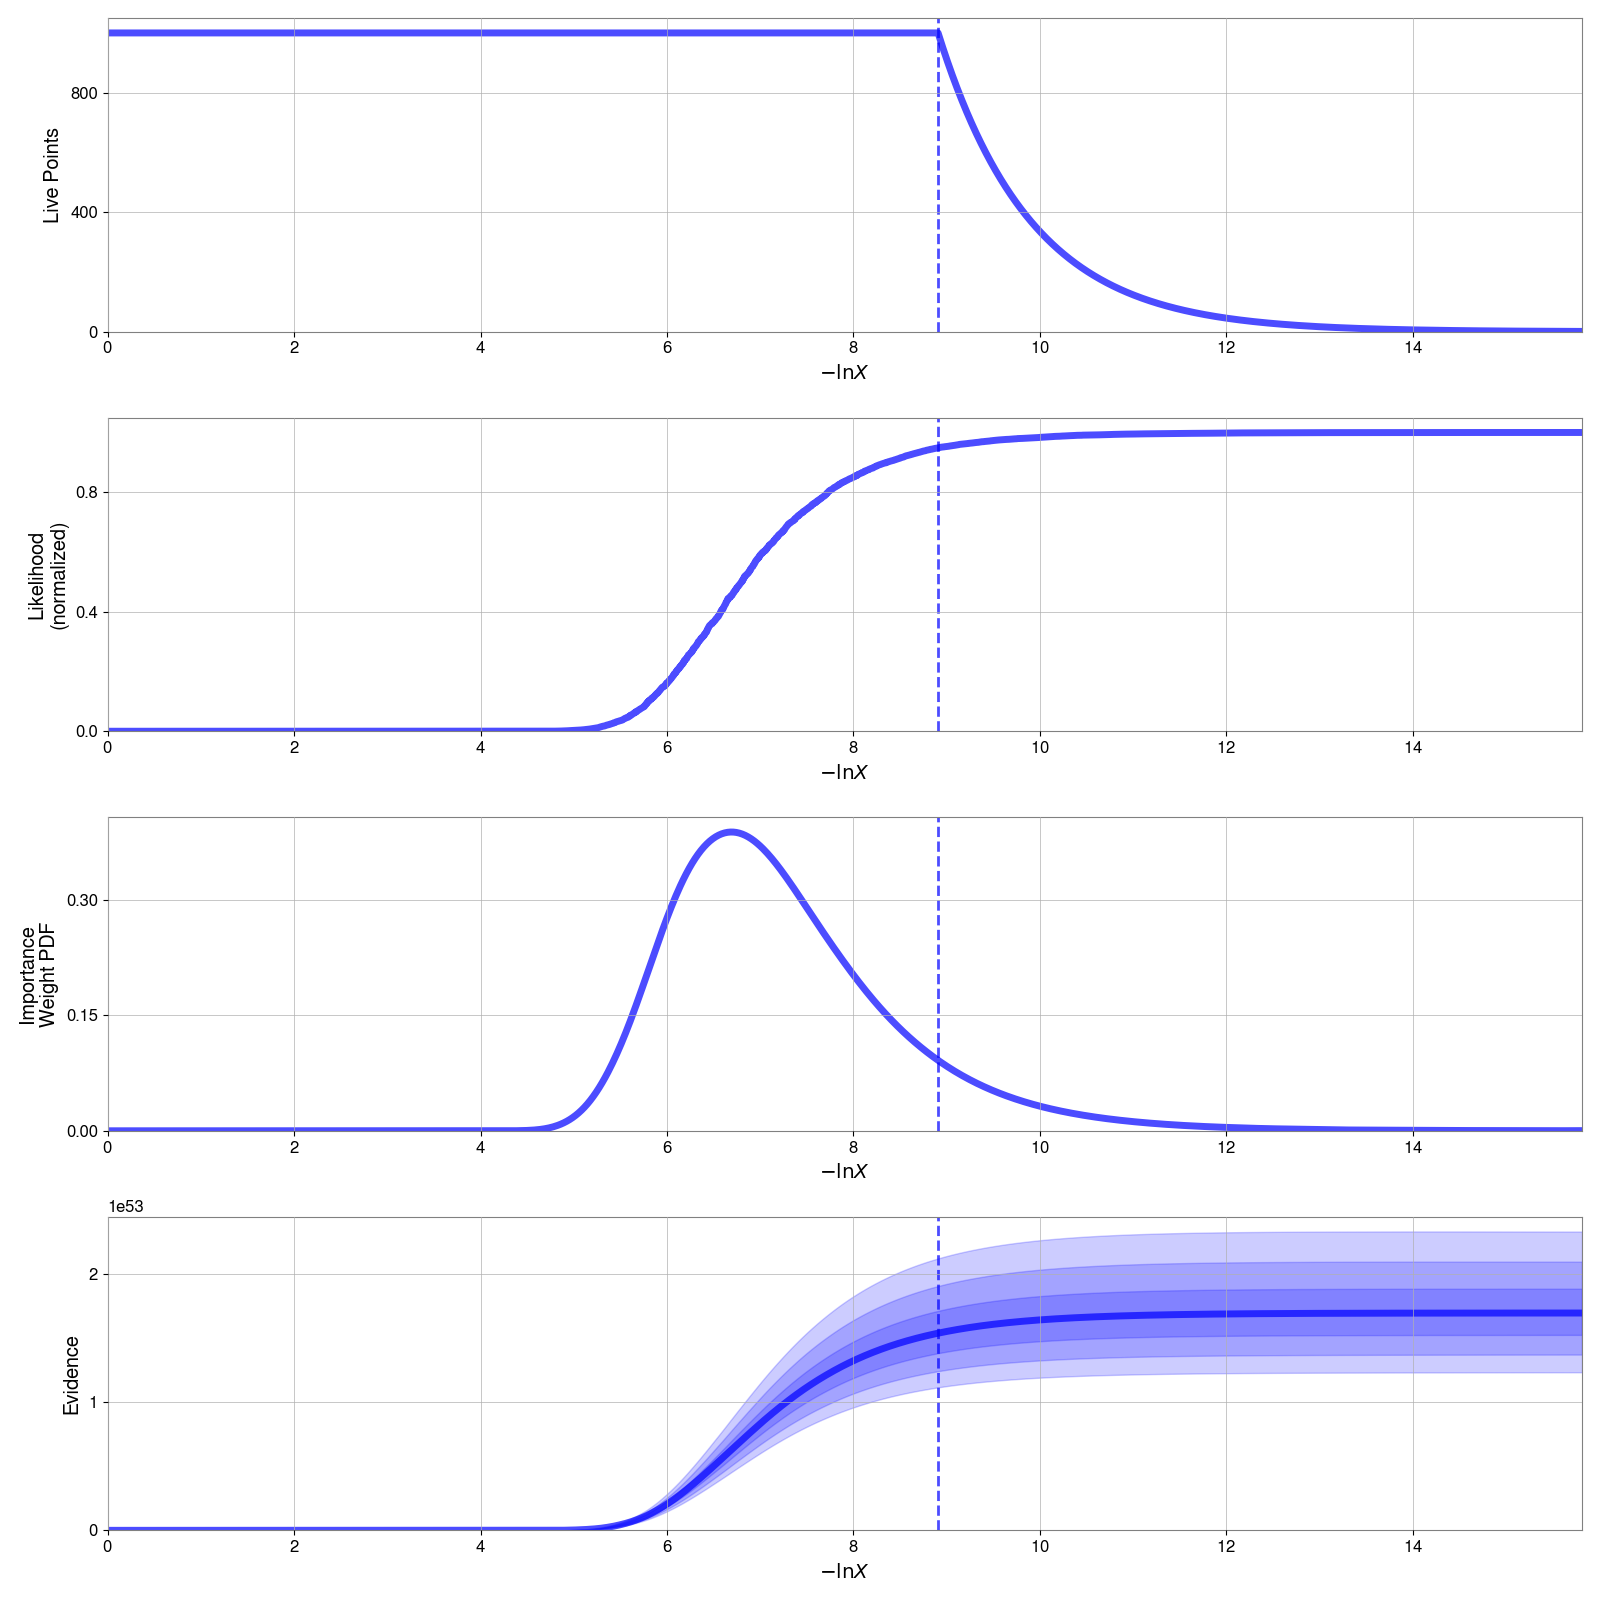 800
400
0
Live Points
0 2 4 6 8 10 12 14
−lnX
0.8
0.4
0.0
Likelihood
(normalized)
0 2 4 6 8 10 12 14
−lnX
0.30
0.15
0.00
Importance
Weight PDF
0 2 4 6 8 10 12 14
−lnX
1e53
2
1
0
Evidence
0 2 4 6 8 10 12 14
−lnX